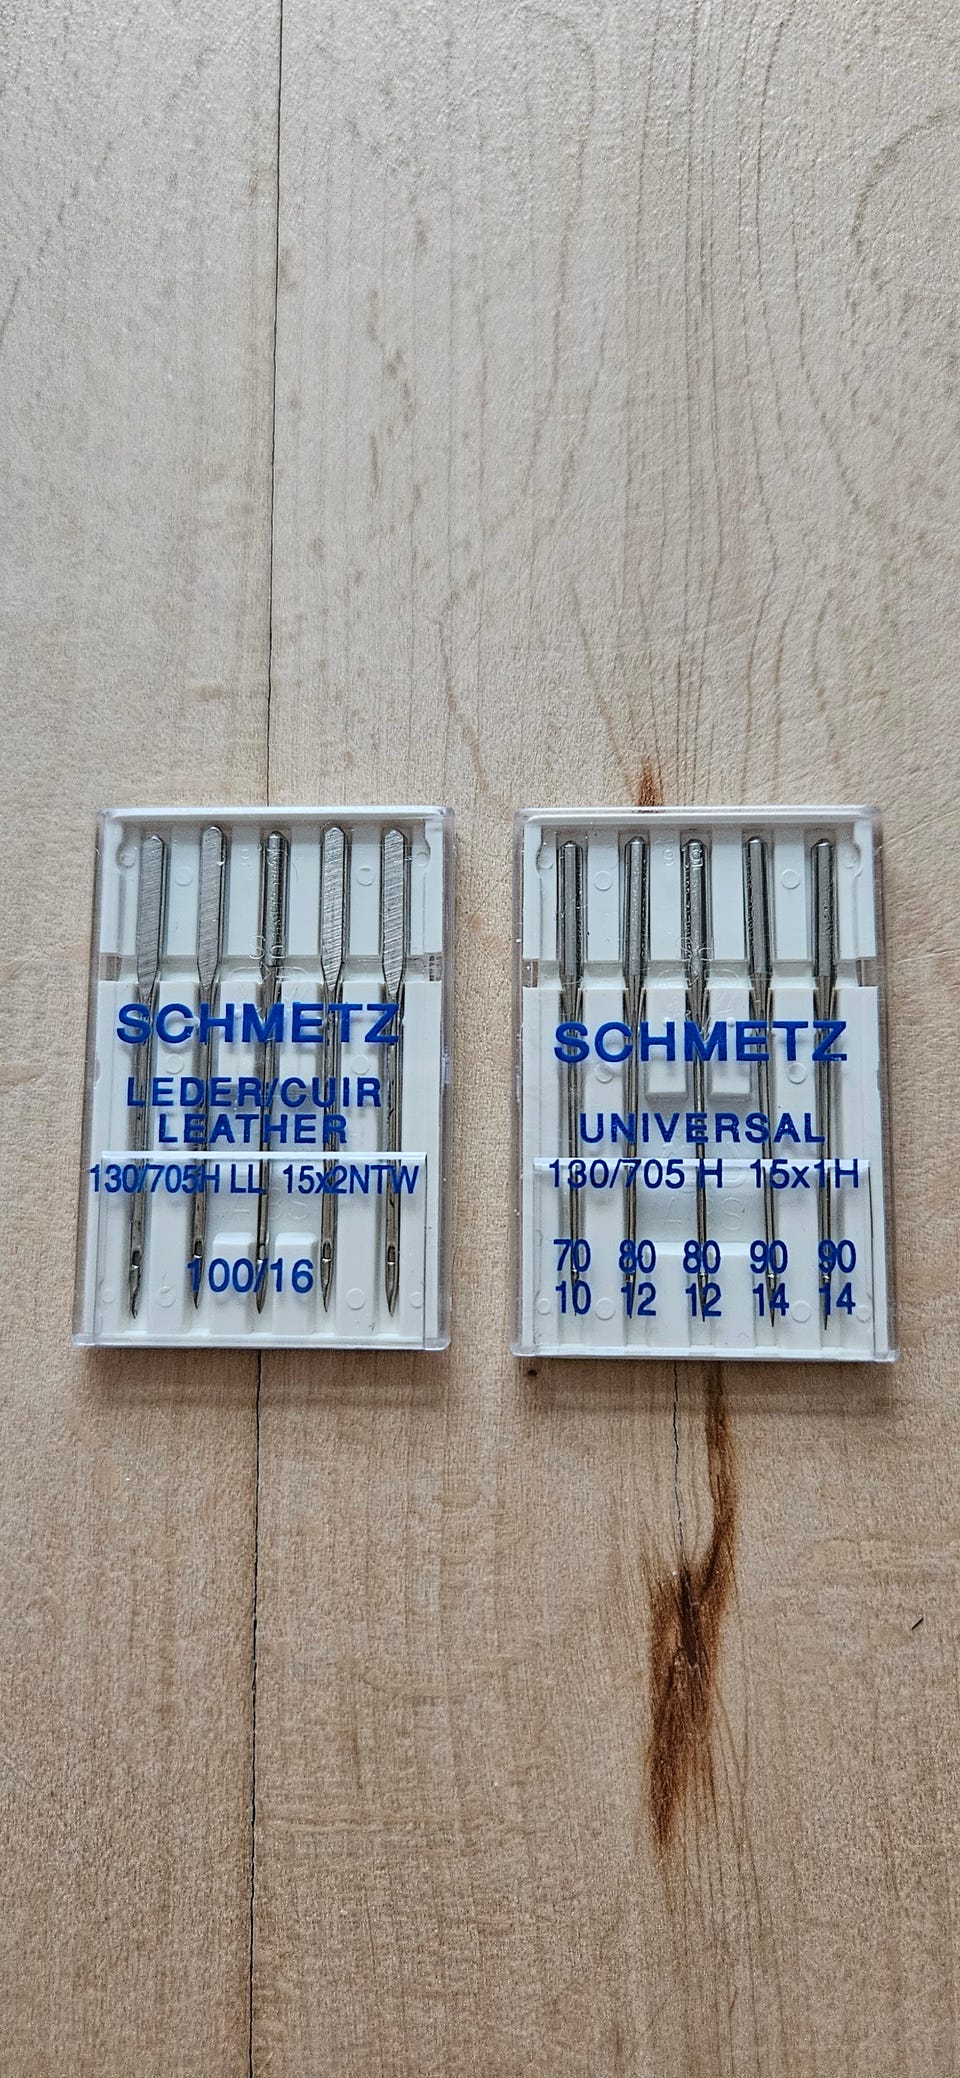 SCHMETZ
LEDER/CUIR
LEATHER
130/705H LL 15x2NTW
100/16
SCHMETZ
UNIVERSAL
130/705 H 15x1H
70 80 80 90 90
10 12 12 14 14